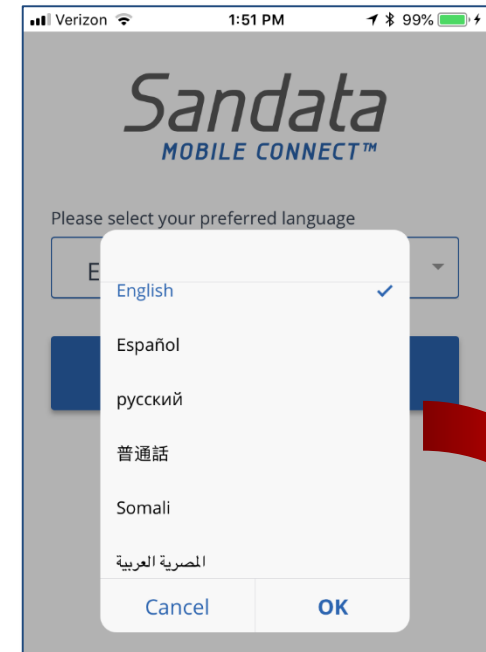 Verizon 1:51 PM 99%
Sandata
MOBILE CONNECT™
Please select your preferred language
E
English
Español
русский
普通話
Somali
المصرية العربية
Cancel OK